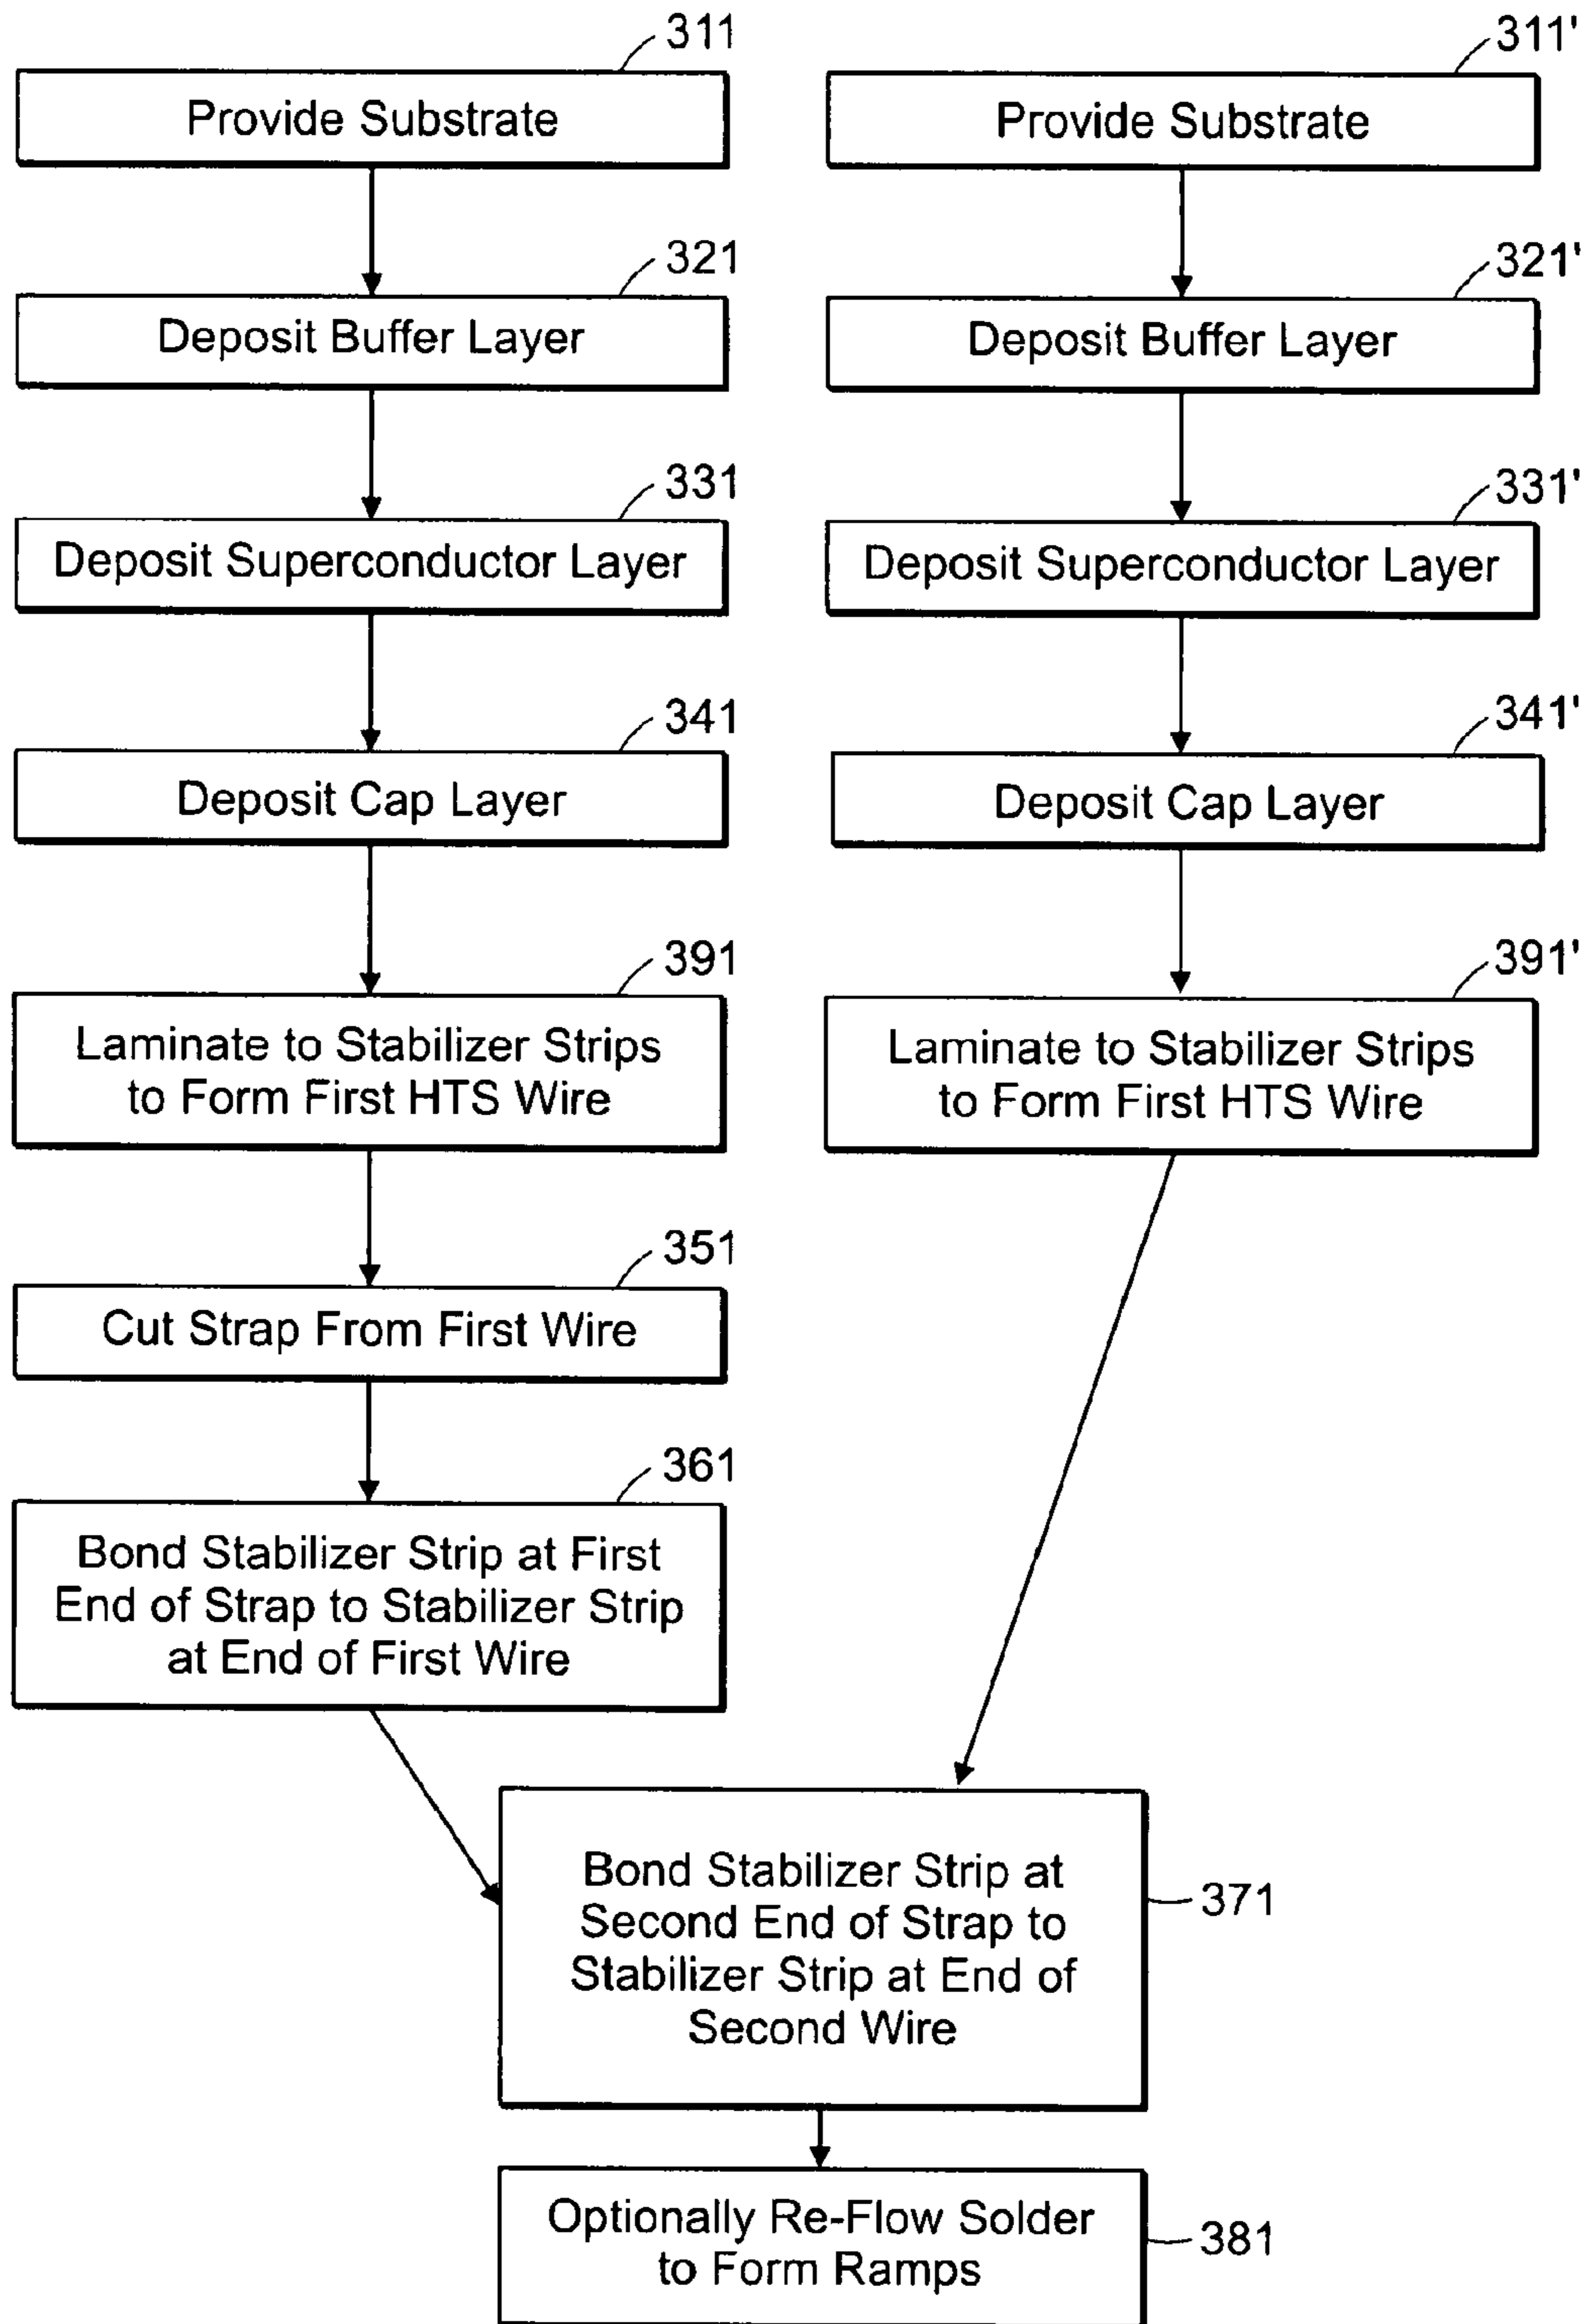 311
Provide Substrate
321
Deposit Buffer Layer
331
Deposit Superconductor Layer
341
Deposit Cap Layer
391
Laminate to Stabilizer Strips
to Form First HTS Wire
351
Cut Strap From First Wire
361
Bond Stabilizer Strip at First
End of Strap to Stabilizer Strip
at End of First Wire
311'
Provide Substrate
321'
Deposit Buffer Layer
331'
Deposit Superconductor Layer
341'
Deposit Cap Layer
391'
Laminate to Stabilizer Strips
to Form First HTS Wire
Bond Stabilizer Strip at
Second End of Strap to
Stabilizer Strip at End of
Second Wire
371
Optionally Re-Flow Solder
to Form Ramps
381